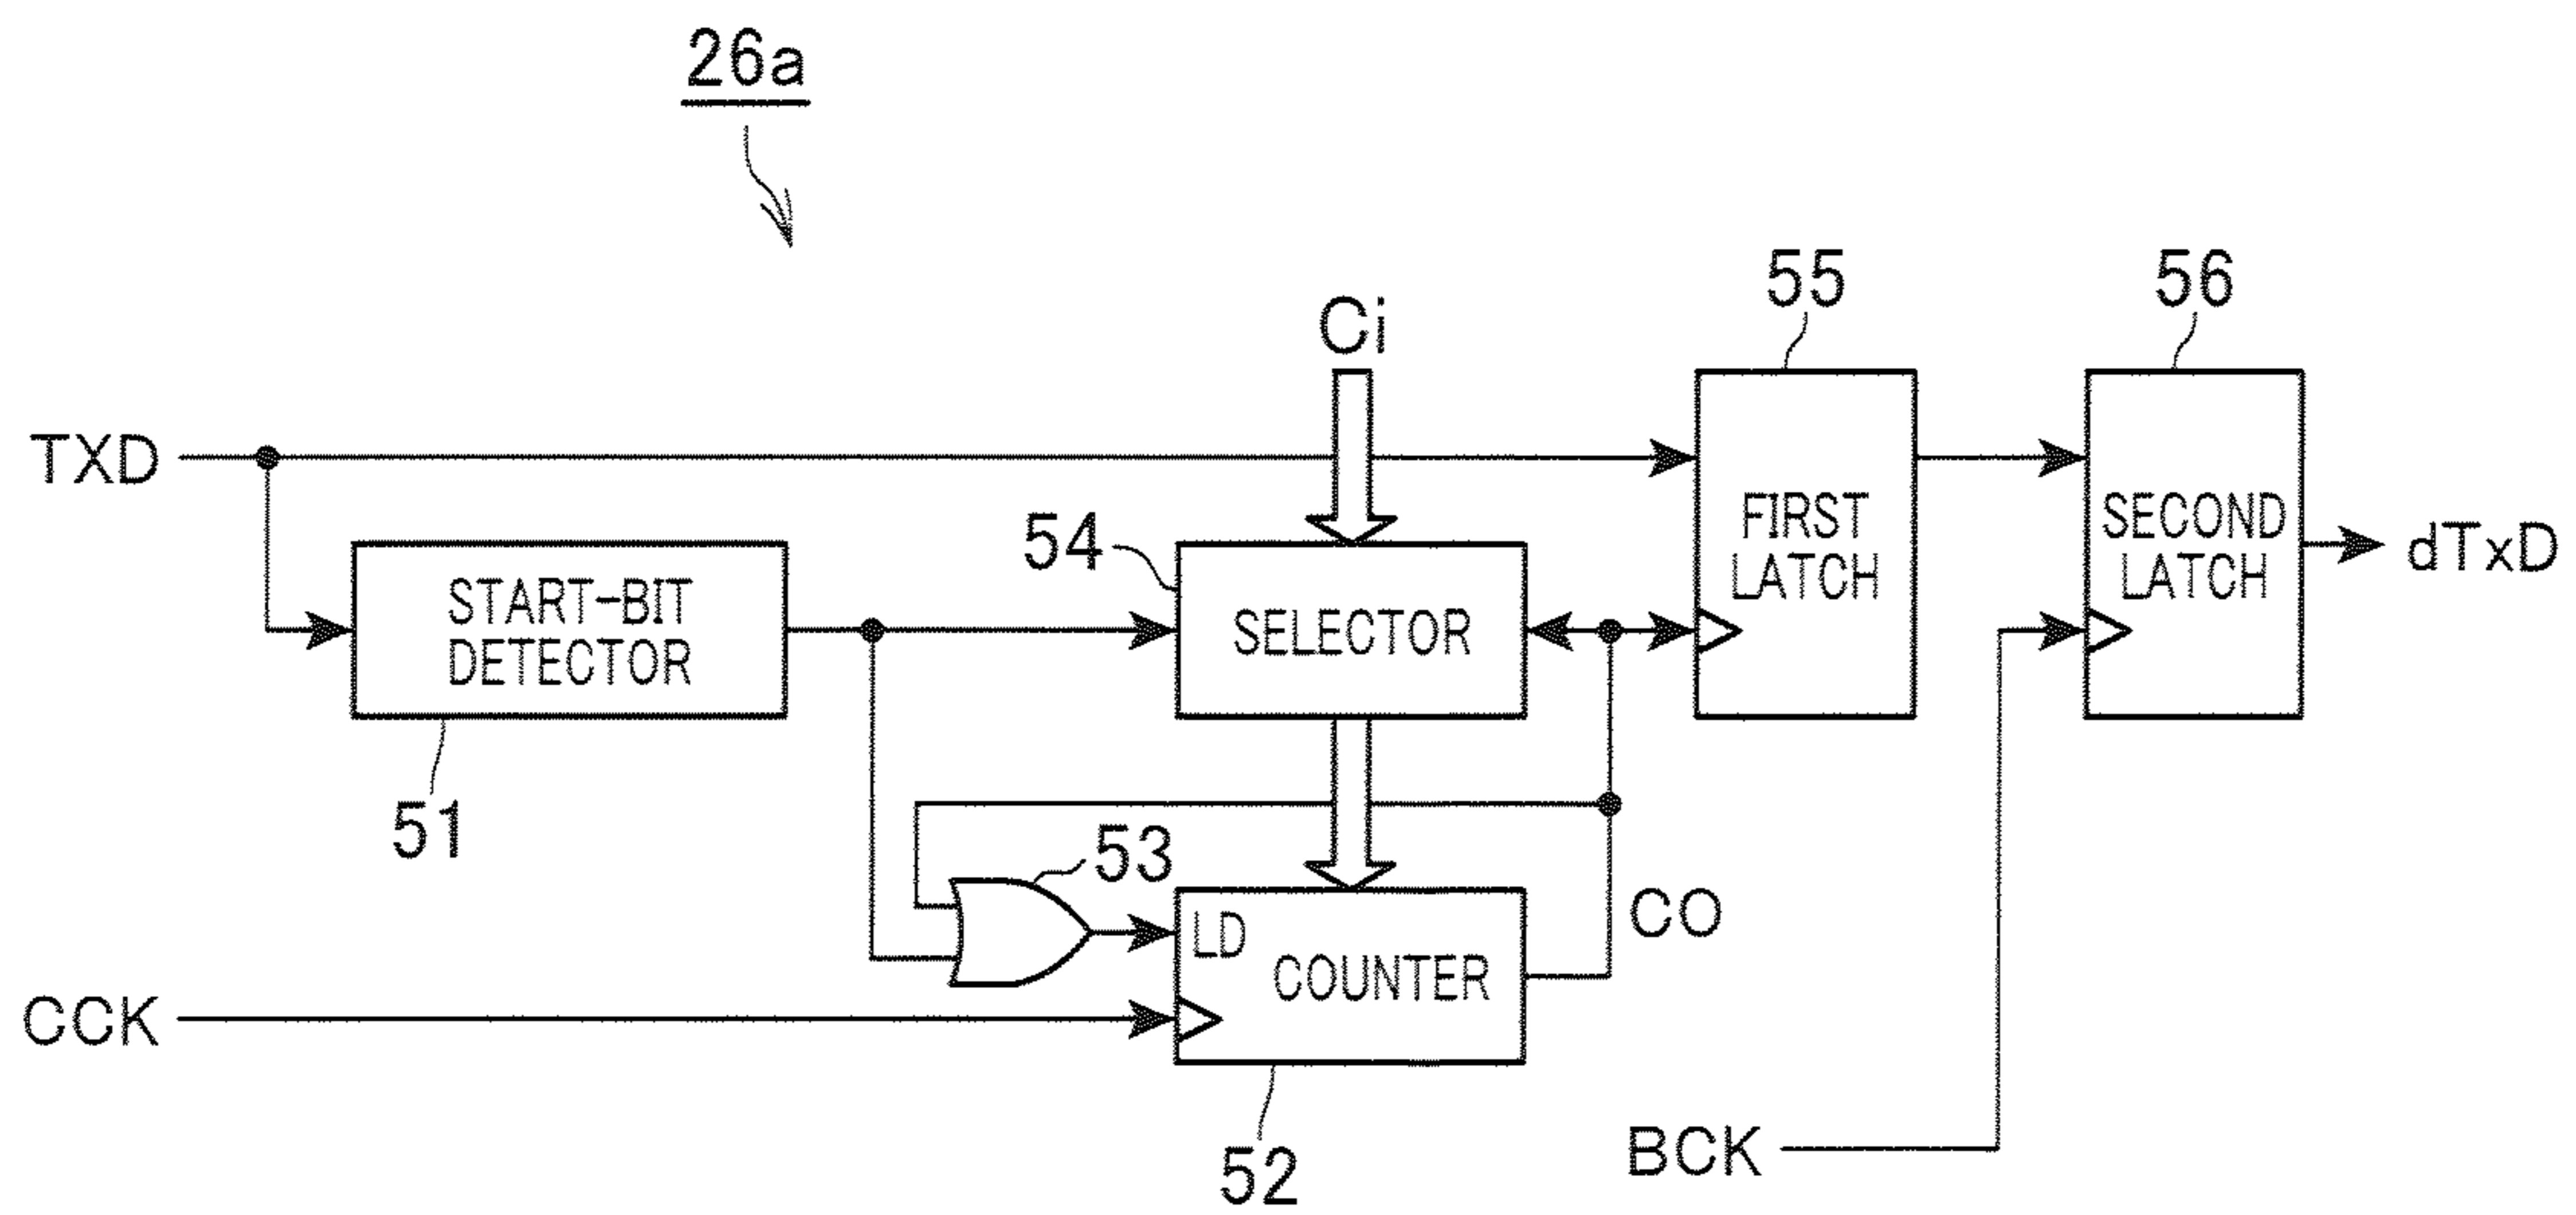 26a
Ci
55
56
TXD
54
FIRST
LATCH
SECOND
LATCH
dTxD
START-BIT
DETECTOR
SELECTOR
51
53
LD
COUNTER
CO
CCK
52
BCK